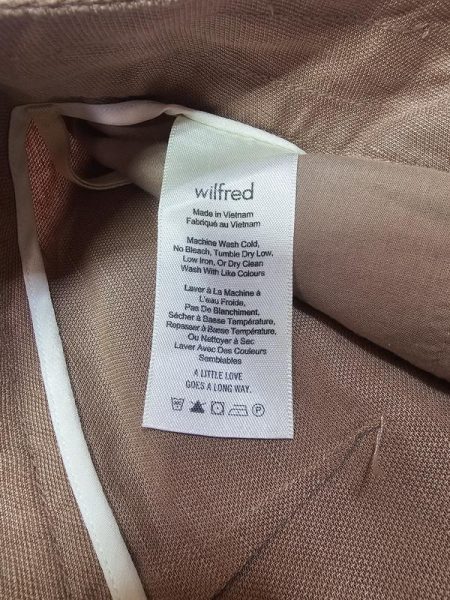 wilfred
Made in Vietnam
Fabriqué au Vietnam
Machine Wash Cold,
No Bleach, Tumble Dry Low,
Low Iron, Or Dry Clean
Wash With Like Colours
Laver à La Machine à
L'eau Froide,
Pas De Blanchiment,
Sécher à Basse Température,
Repasser à Basse Température,
Ou Nettoyer à Sec
Laver Avec Des Couleurs
Semblables
A LITTLE LOVE
GOES A LONG WAY.
P